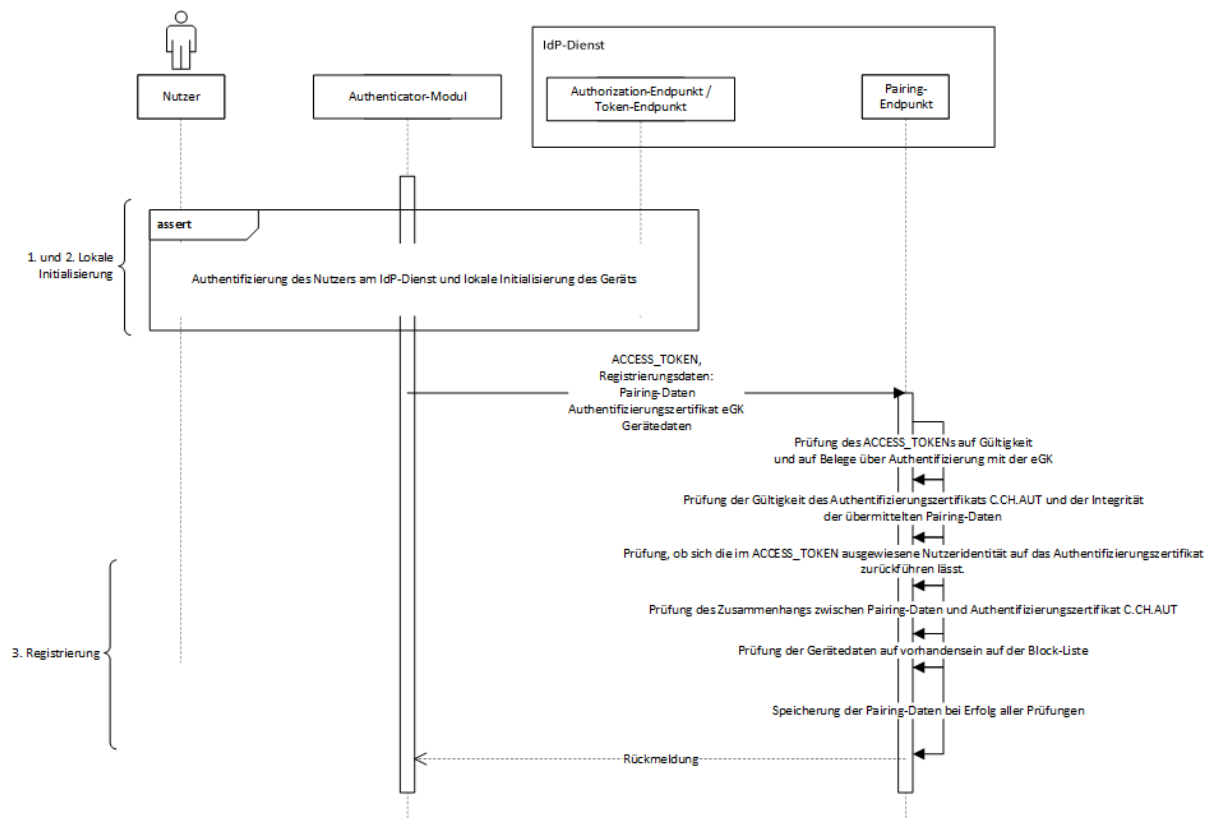 IdP-Dienst
Nutzer
Authenticator-Modul
Authorization-Endpunkt /
Token-Endpunkt
Pairing-
Endpunkt
assert
1. und 2. Lokale
Initialisierung
Authentifizierung des Nutzers am IdP-Dienst und lokale Initialisierung des Geräts
ACCESS_TOKEN,
Registrierungsdaten:
Pairing-Daten
Authentifizierungszertifikat eGK
Gerätedaten
Prüfung des ACCESS_TOKENs auf Gültigkeit
und auf Belege über Authentifizierung mit der eGK
Prüfung der Gültigkeit des Authentifizierungszertifikats C.CH.AUT und der Integrität
der übermittelten Pairing-Daten
Prüfung, ob sich die im ACCESS_TOKEN ausgewiesene Nutzeridentität auf das Authentifizierungszertifikat
zurückführen lässt.
Prüfung des Zusammenhangs zwischen Pairing-Daten und Authentifizierungszertifikat C.CH.AUT
3. Registrierung
Prüfung der Gerätedaten auf vorhandensein auf der Block-Liste
Speicherung der Pairing-Daten bei Erfolg aller Prüfungen
Rückmeldung